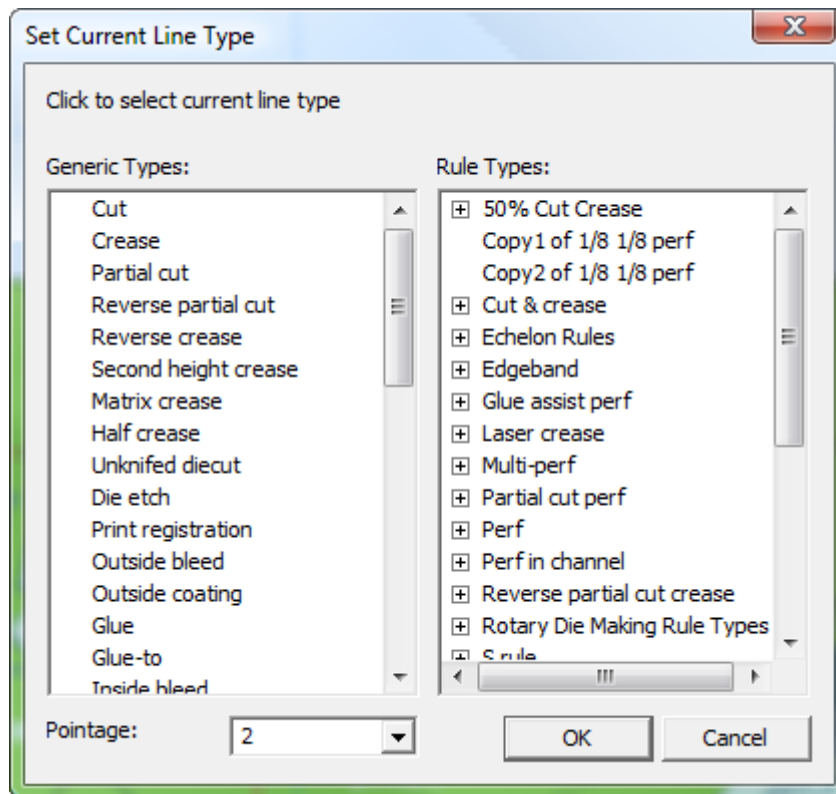 Set Current Line Type
Click to select current line type
Generic Types:
Cut
Crease
Partial cut
Reverse partial cut
Reverse crease
Second height crease
Matrix crease
Half crease
Unknifed diecut
Die etch
Print registration
Outside bleed
Outside coating
Glue
Glue-to
Inside bleed
Rule Types:
50% Cut Crease
Copy1 of 1/8 1/8 perf
Copy2 of 1/8 1/8 perf
Cut & crease
Echelon Rules
Edgeband
Glue assist perf
Laser crease
Multi-perf
Partial cut perf
Perf
Perf in channel
Reverse partial cut crease
Rotary Die Making Rule Types
S rule
Pointage:
2
OK
Cancel